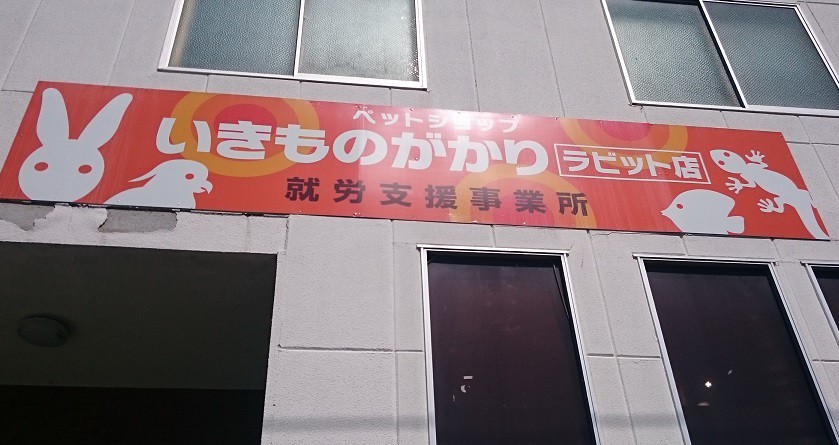 ペットショップ
いきものがかり ラビット店
就労支援事業所